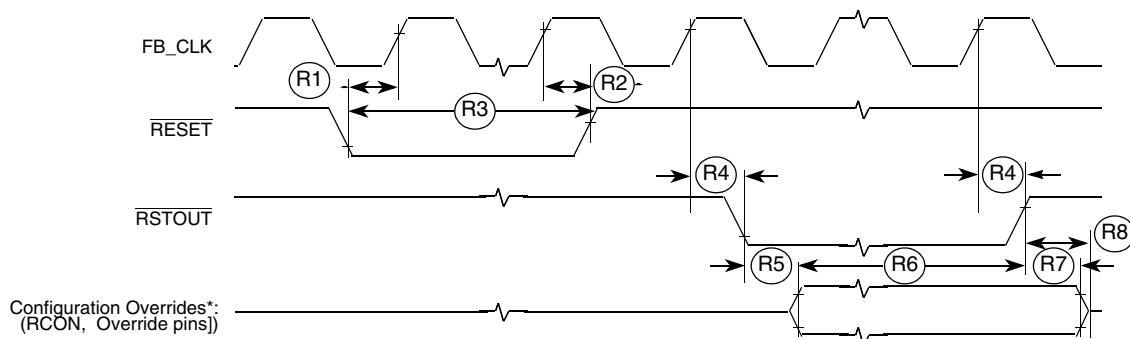 FB_CLK
R1
R2
R3
RESET
R4
R4
RSTOUT
R8
R5
R6
R7
Configuration Overrides*:
(RCON, Override pins])